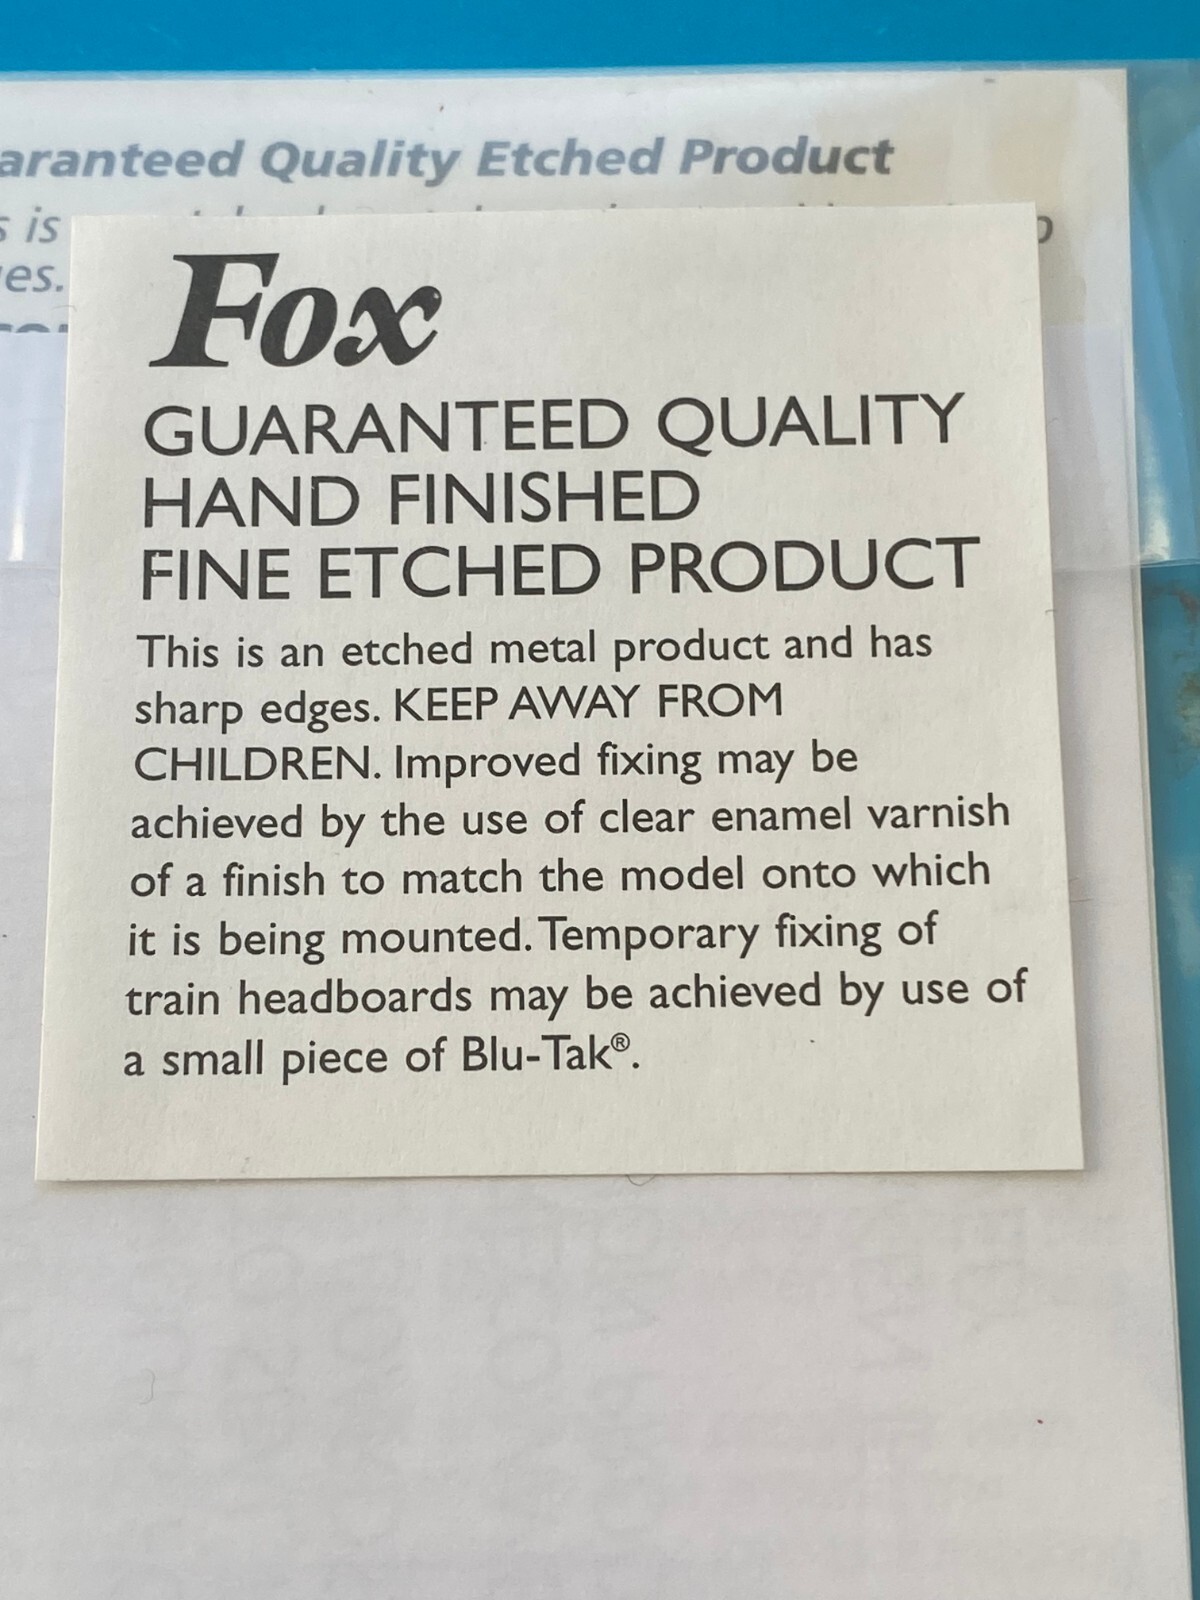 aranteed Quality Etched Product
is
es.
Fox
GUARANTEED QUALITY
HAND FINISHED
FINE ETCHED PRODUCT
This is an etched metal product and has
sharp edges. KEEP AWAY FROM
CHILDREN. Improved fixing may be
achieved by the use of clear enamel varnish
of a finish to match the model onto which
it is being mounted. Temporary fixing of
train headboards may be achieved by use of
a small piece of Blu-Tak®.